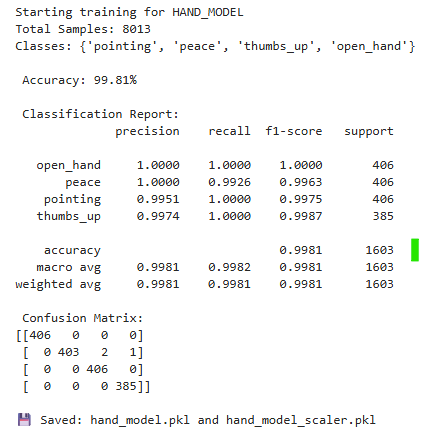 Starting training for HAND_MODEL
Total Samples: 8013
Classes: {'pointing', 'peace', 'thumbs_up', 'open_hand'}
Accuracy: 99.81%
Classification Report:
precision recall f1-score support
open_hand 1.0000 1.0000 1.0000 406
peace 1.0000 0.9926 0.9963 406
pointing 0.9951 1.0000 0.9975 406
thumbs_up 0.9974 1.0000 0.9987 385
accuracy 0.9981 1603
macro avg 0.9981 0.9982 0.9981 1603
weighted avg 0.9981 0.9981 0.9981 1603
Confusion Matrix:
[[406 0 0 0]
[ 0 403 2 1]
[ 0 0 406 0]
[ 0 0 0 385]]
💾 Saved: hand_model.pkl and hand_model_scaler.pkl